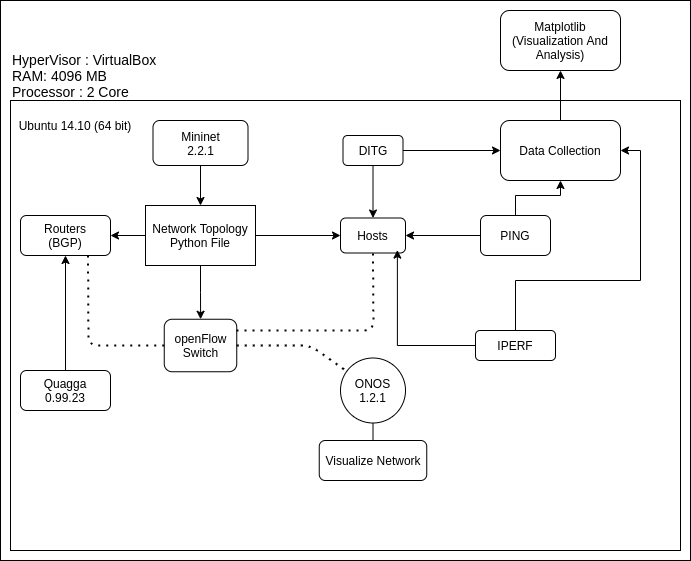 Matplotlib
(Visualization And
Analysis)
HyperVisor : VirtualBox
RAM: 4096 MB
Processor : 2 Core
Ubuntu 14.10 (64 bit)
Mininet
2.2.1
DITG
Data Collection
Routers
(BGP)
Network Topology
Python File
Hosts
PING
openFlow
Switch
IPERF
Quagga
0.99.23
ONOS
1.2.1
Visualize Network